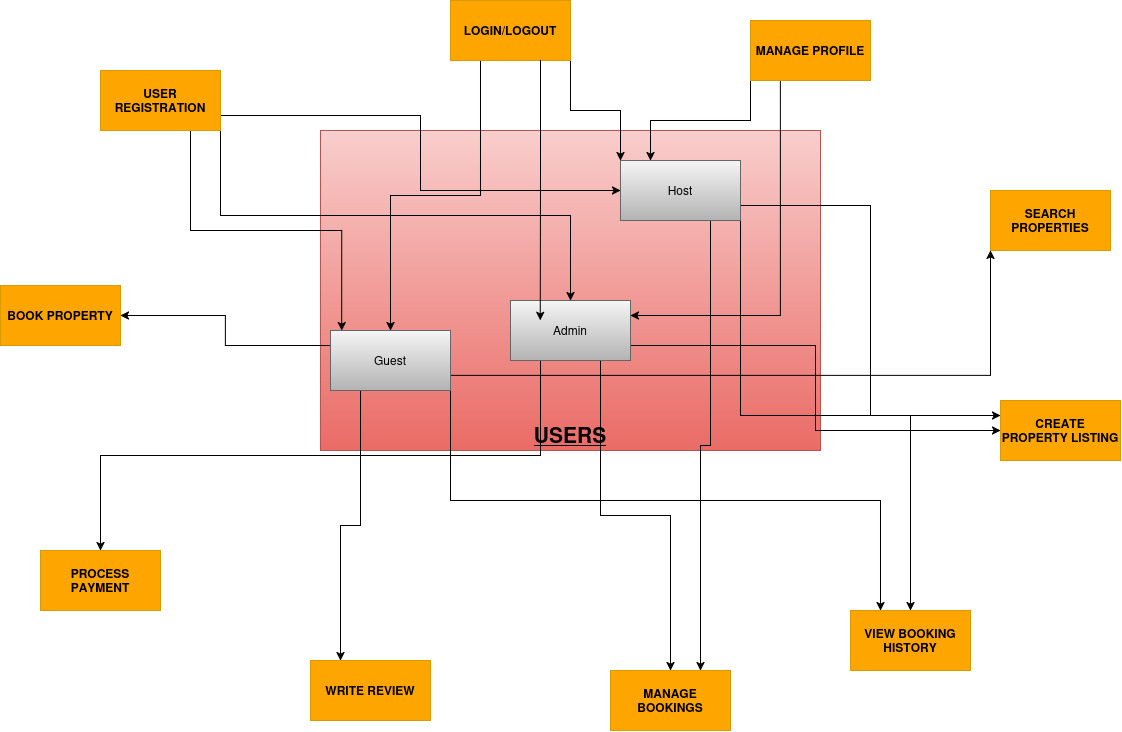 LOGIN/LOGOUT
MANAGE PROFILE
USER
REGISTRATION
Host
SEARCH
PROPERTIES
BOOK PROPERTY
Admin
Guest
USERS
CREATE
PROPERTY LISTING
PROCESS
PAYMENT
VIEW BOOKING
HISTORY
WRITE REVIEW
MANAGE
BOOKINGS